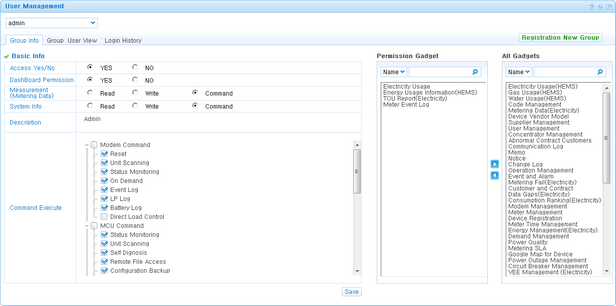 User Management
admin
Registration New Group
Group Info Group User View Login History
Basic Info
Access Yes/No YES NO
DashBoard Permission YES NO
Measurement
(Metering Data) Read Write Command
System Info Read Write Command
Description Admin
Command Execute
Modem Command
Reset
Unit Scanning
Status Monitoring
On Demand
Event Log
LP Log
Battery Log
Direct Load Control
MCU Command
Status Monitoring
Unit Scanning
Self Dignosis
Remote File Access
Configuration Backup
Save
Permission Gadget
Name
Electricity Usage
Energy Usage Information(HEMS)
TOU Report(Electricity)
Meter Event Log
All Gadgets
Name
Electricity Usage(HEMS)
Gas Usage(HEMS)
Water Usage(HEMS)
Code Management
Metering Data(Electricity)
Device Vendor Model
Supplier Management
User Management
Concentrator Management
Abnormal Contract Customers
Communication Log
Memo
Notice
Change Log
Operation Management
Event and Alarm
Metering Fail(Electricity)
Customer and Contract
Data Gaps(Electricity)
Consumption Ranking(Electricity)
Modem Management
Meter Management
Device Registration
Meter Time Management
Energy Management(Electricity)
Demand Management
Power Quality
Metering SLA
Google Map for Device
Power Outage Management
Circuit Breaker Management
VEE Management (Electricity)